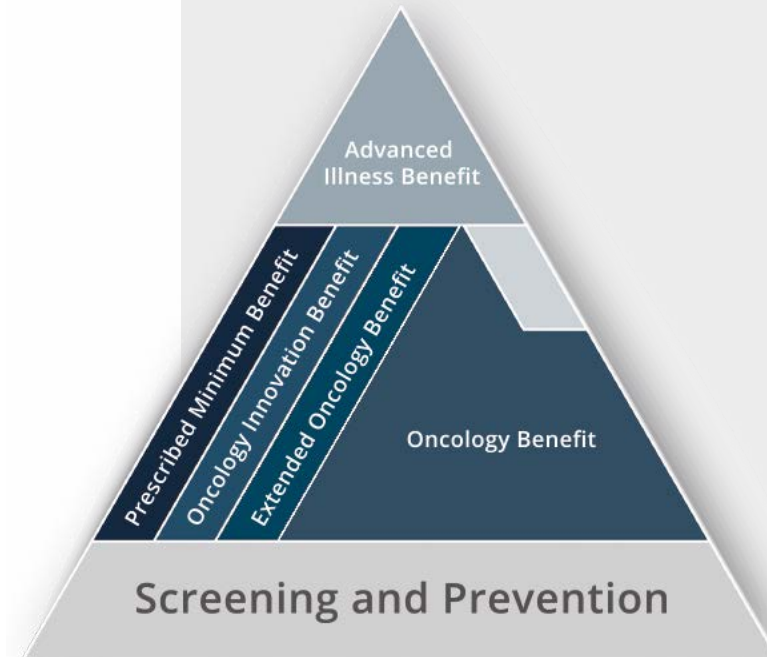 Advanced
Illness Benefit
Prescribed Minimum Benefit
Oncology Innovation Benefit
Extended Oncology Benefit
Oncology Benefit
Screening and Prevention